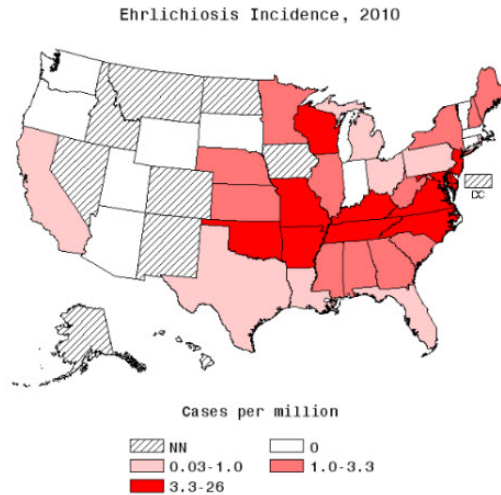 Ehrlichiosis Incidence, 2010
DC
Cases per million
NN 0
0.03-1.0 1.0-3.3
3.3-26